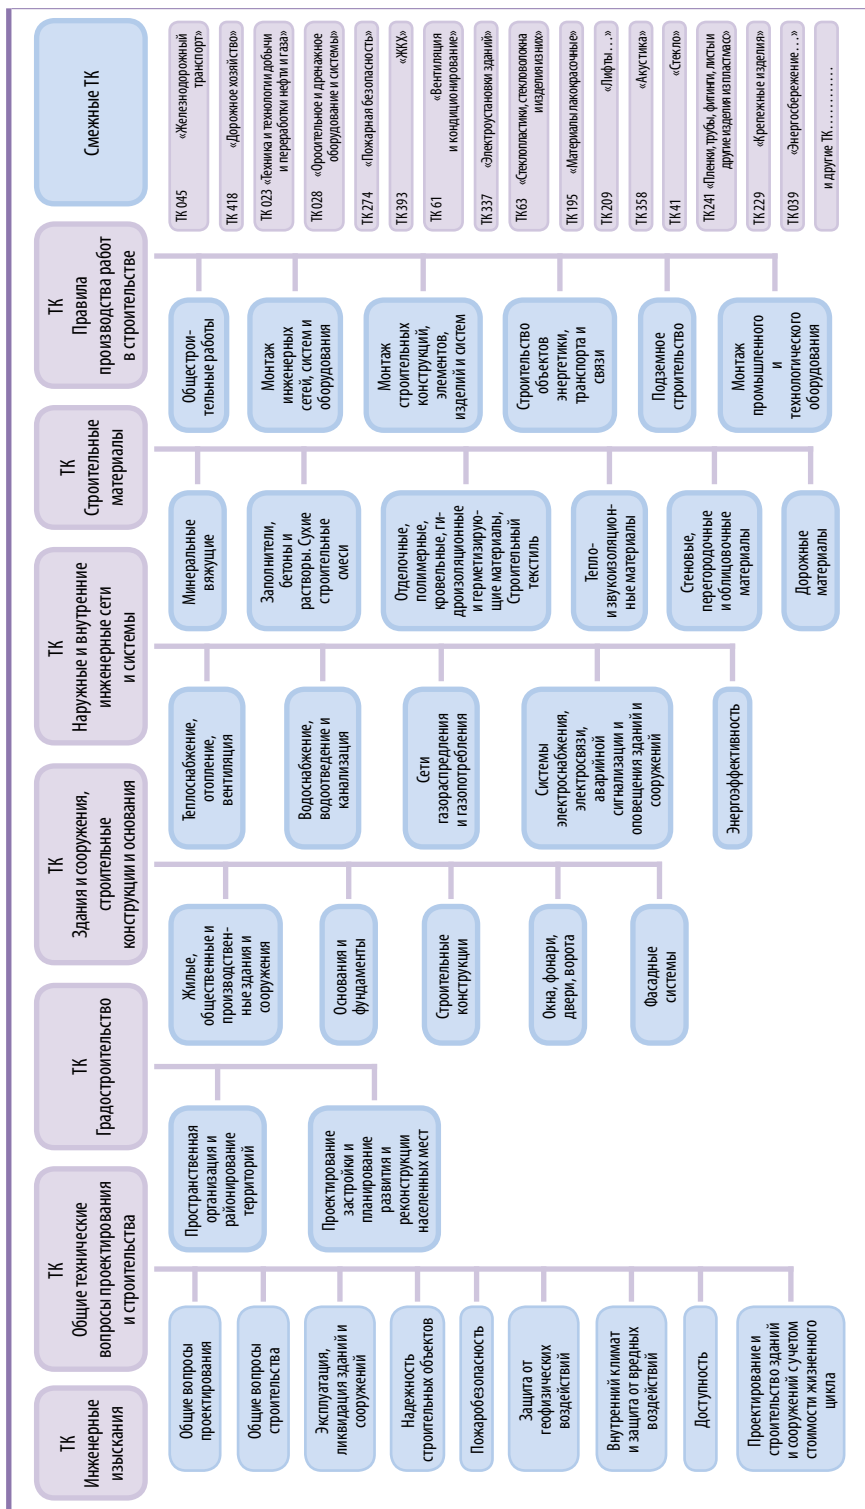 ТК
Инженерные
изыскания
ТК
Общие технические
вопросы проектирования
и строительства
Общие вопросы
проектирования
Общие вопросы
строительства
Эксплуатация,
ликвидация зданий и
сооружений
Надежность
строительных объектов
Пожаробезопасность
Защита от
геофизических
воздействий
Внутренний климат
и защита от вредных
воздействий
Доступность
Проектирование и
строительство зданий
и сооружений с учетом
стоимости жизненного
цикла
ТК
Градостроительство
Пространственная
организация и
районирование
территорий
Проектирование
застройки и
планирование
развития и
реконструкции
населенных мест
ТК
Здания и сооружения,
строительные
конструкции и основания
Жилые,
общественные и
производствен-
ные здания и
сооружения
Основания и
фундаменты
Строительные
конструкции
Окна, фонари,
двери, ворота
Фасадные
системы
ТК
Наружные и внутренние
инженерные сети
и системы
Теплоснабжение,
отопление,
вентиляция
Водоснабжение,
водоотведение и
канализация
Сети
газораспредления
и газопотребления
Системы
электроснабжения,
электросвязи,
аварийной
сигнализации и
оповещения зданий и
сооружений
Энергоэффективность
ТК
Строительные
материалы
Минеральные
вяжущие
Заполнители,
бетоны и
растворы. Сухие
строительные
смеси
Отделочные,
полимерные,
кровельные, ги-
дроизоляционные
и герметизирую-
щие материалы,
Строительный
текстиль
Тепло-
и звукоизоляцион-
ные материалы
Стеновые,
перегородочные
и облицовочные
материалы
Дорожные
материалы
ТК
Правила
производства работ
в строительстве
Общестрои-
тельные работы
Монтаж
инженерных
сетей, систем и
оборудования
Монтаж
строительных
конструкций,
элементов,
изделий и систем
Строительство
объектов
энергетики,
транспорта и
связи
Подземное
строительство
Монтаж
промышленного
и
технологического
оборудования
Смежные ТК
ТК 045 «Железнодорожный
транспорт»
ТК 418 «Дорожное хозяйство»
ТК 023 «Техника и технологии добычи
и переработки нефти и газа»
ТК 028 «Ороситeльное и дренажное
оборудование и системы»
ТК 274 «Пожарная безопасность»
ТК 393 «ЖКХ»
ТК 61 «Вентиляция
и кондиционирование»
ТК 337 «Электроустановки зданий»
ТК 63 «Стеклопластики, стекловолокна
и изделия из них»
ТК 195 «Материалы лакокрасочные»
ТК 209 «Лифты…»
ТК 358 «Акустика»
ТК 41 «Стекло»
ТК 241 «Пленки, трубы, фитинги, листы и
другие изделия из пластмасс»
ТК 229 «Крепежные изделия»
ТК 039 «Энергосбережение…»
и другие ТК…………